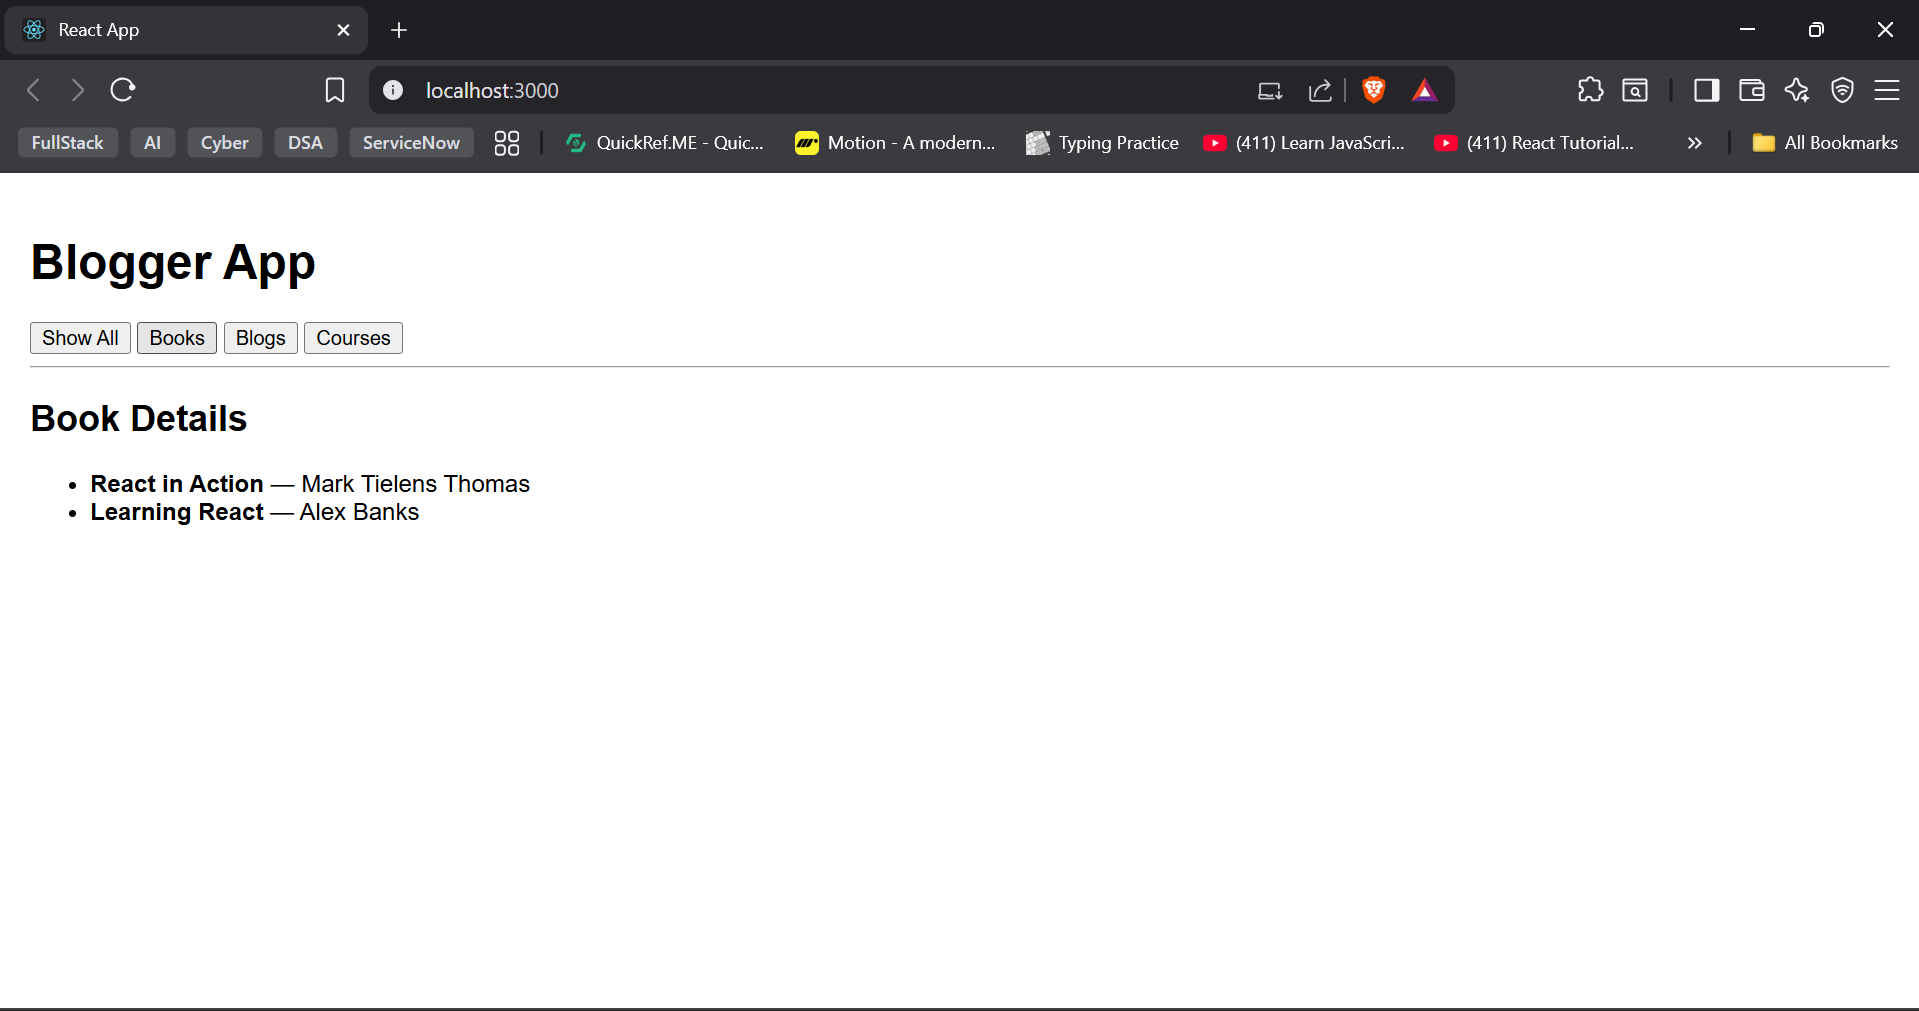 React App
localhost:3000
FullStack AI Cyber DSA ServiceNow QuickRef.ME - Quic... Motion - A modern... Typing Practice (411) Learn JavaScri... (411) React Tutorial... » All Bookmarks
Blogger App
Show All Books Blogs Courses
Book Details
• React in Action — Mark Tielens Thomas
• Learning React — Alex Banks